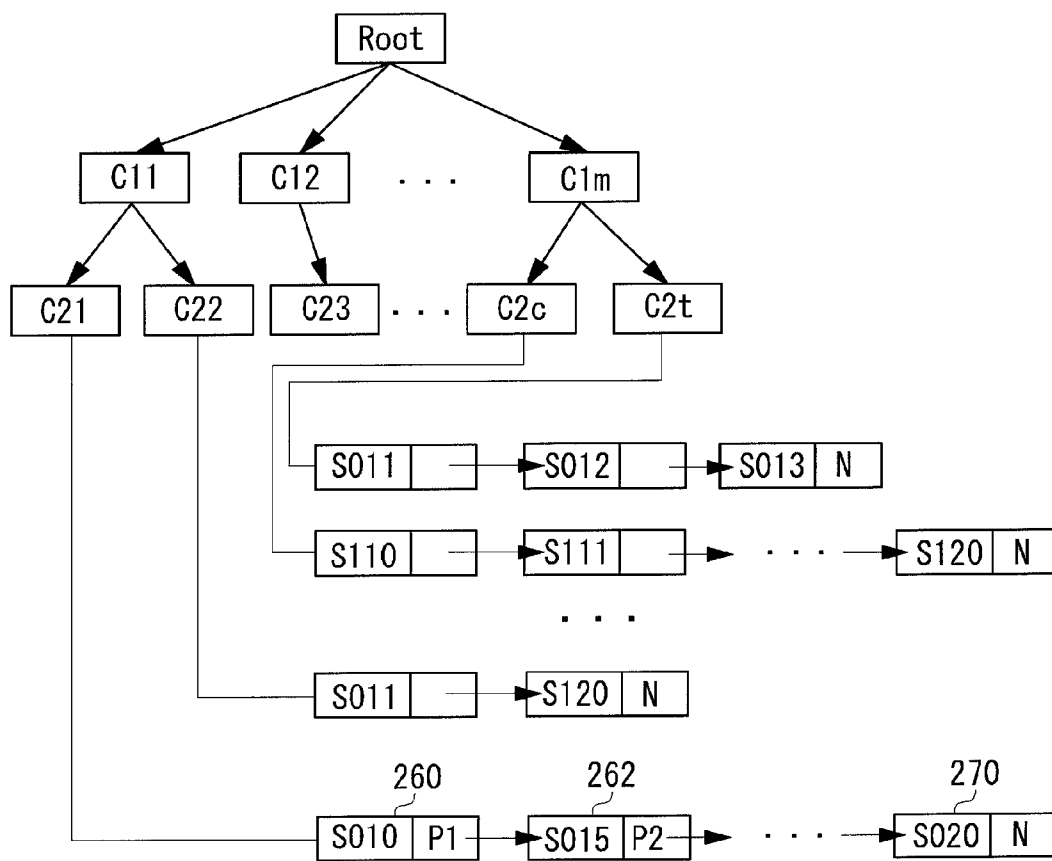 Root
C11 C12 . . . C1m
C21 C22 C23 . . . C2c C2t
S011 S012 S013 N
S110 S111 . . . S120 N
. . .
S011 S120 N
260 262 270
S010 P1 S015 P2 . . . S020 N